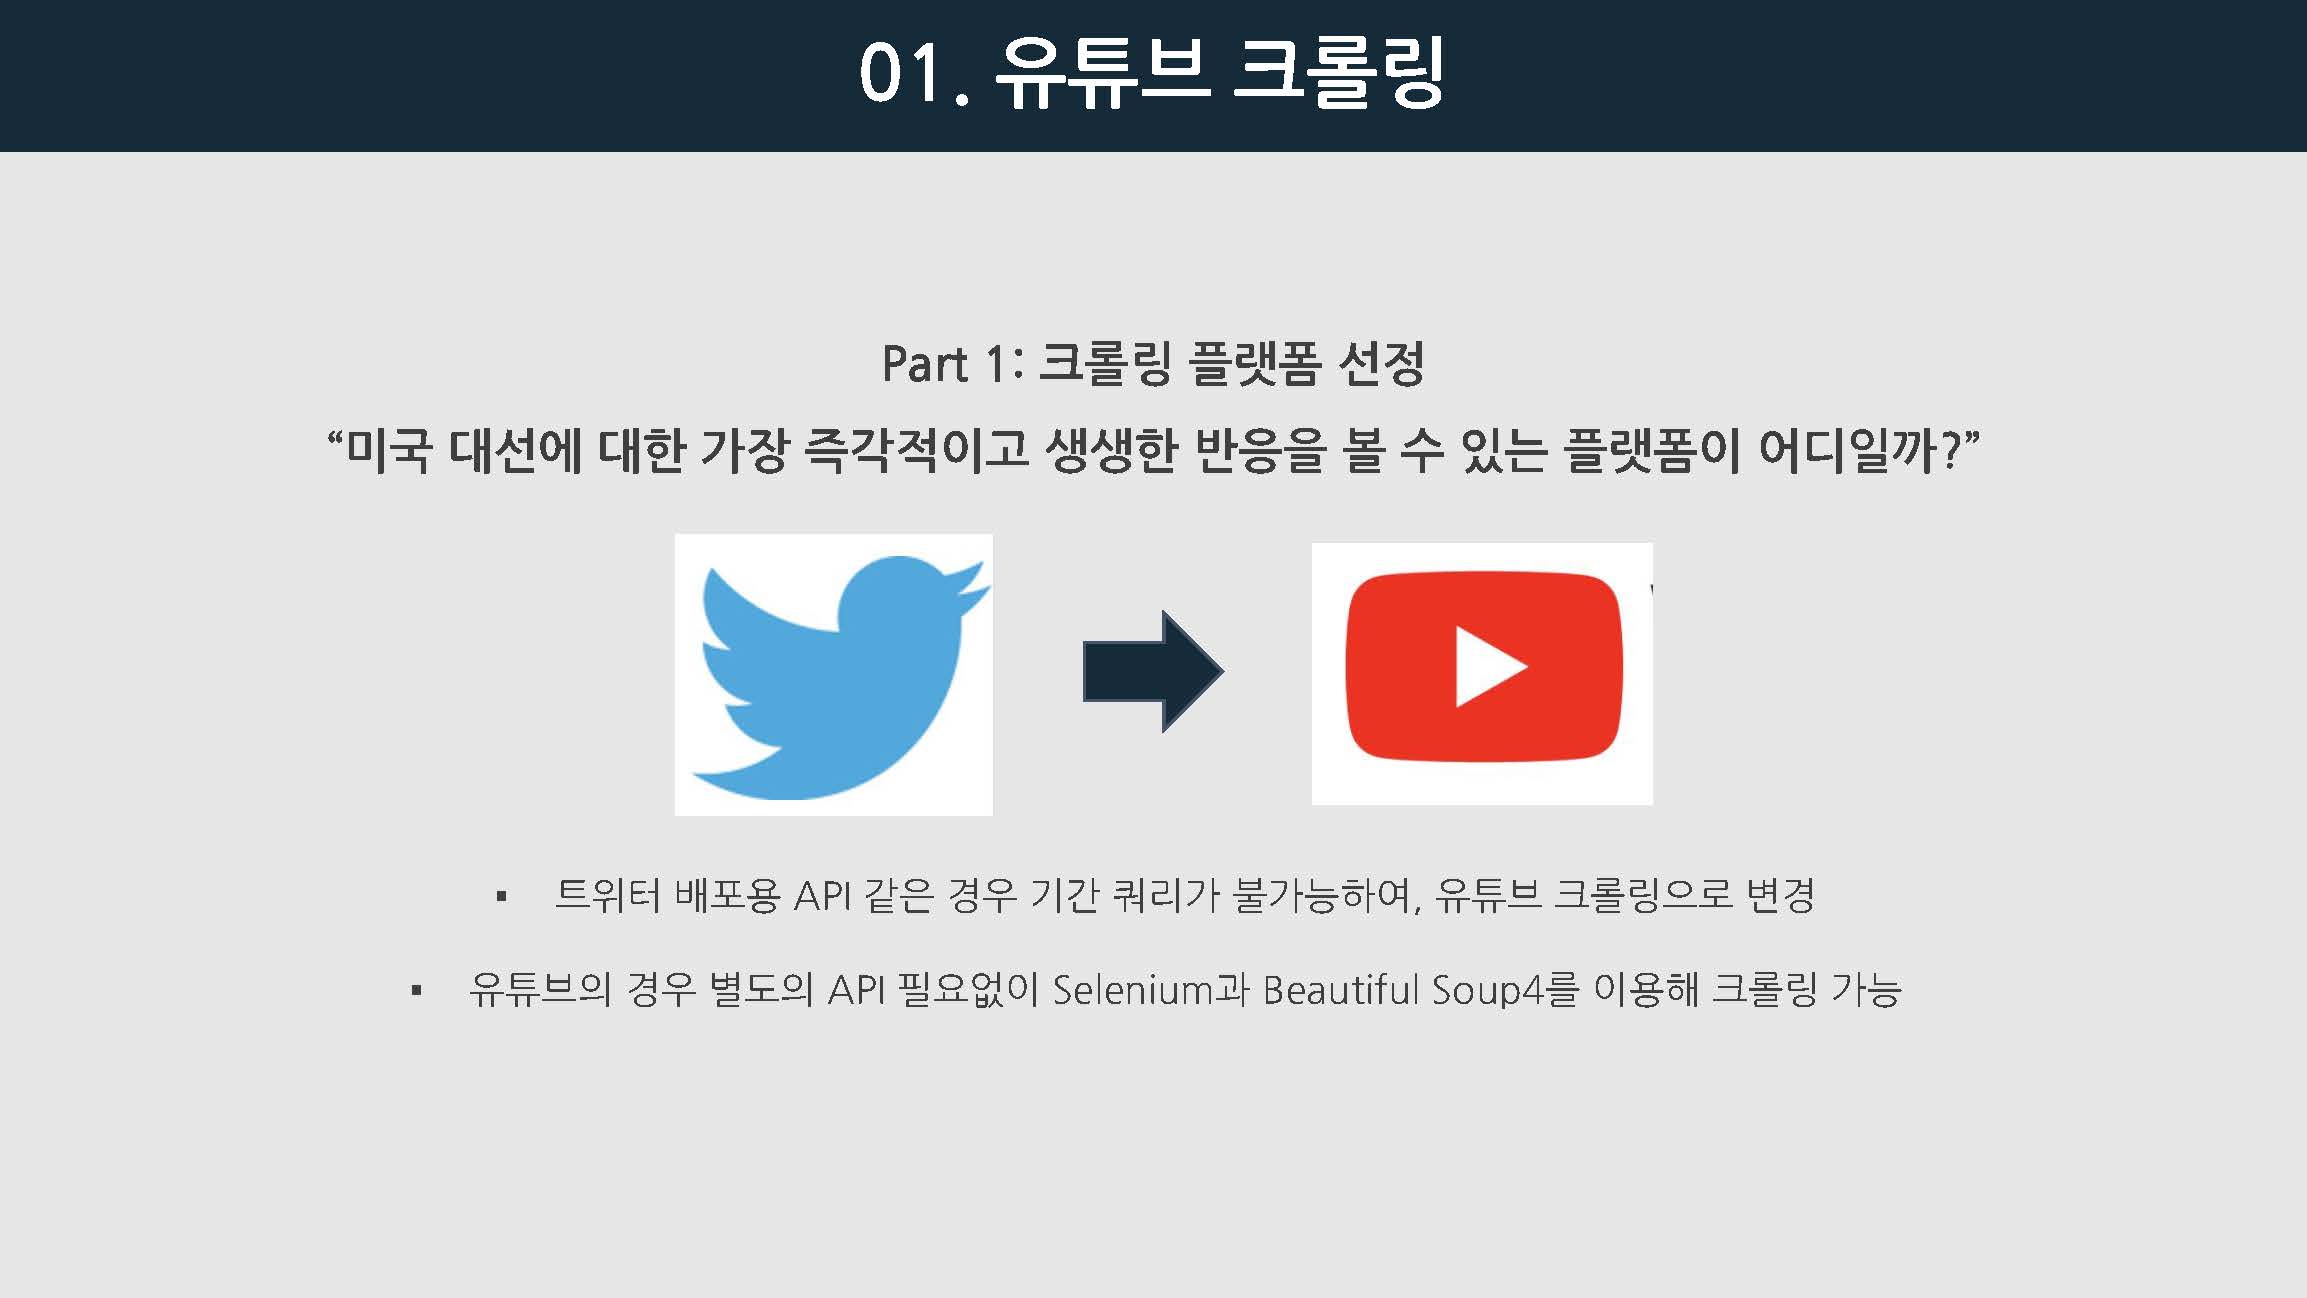 01. 유튜브 크롤링
Part 1: 크롤링 플랫폼 선정
“미국 대선에 대한 가장 즉각적이고 생생한 반응을 볼 수 있는 플랫폼이 어디일까?”
▪ 트위터 배포용 API 같은 경우 기간 쿼리가 불가능하여, 유튜브 크롤링으로 변경
▪ 유튜브의 경우 별도의 API 필요없이 Selenium과 Beautiful Soup4를 이용해 크롤링 가능